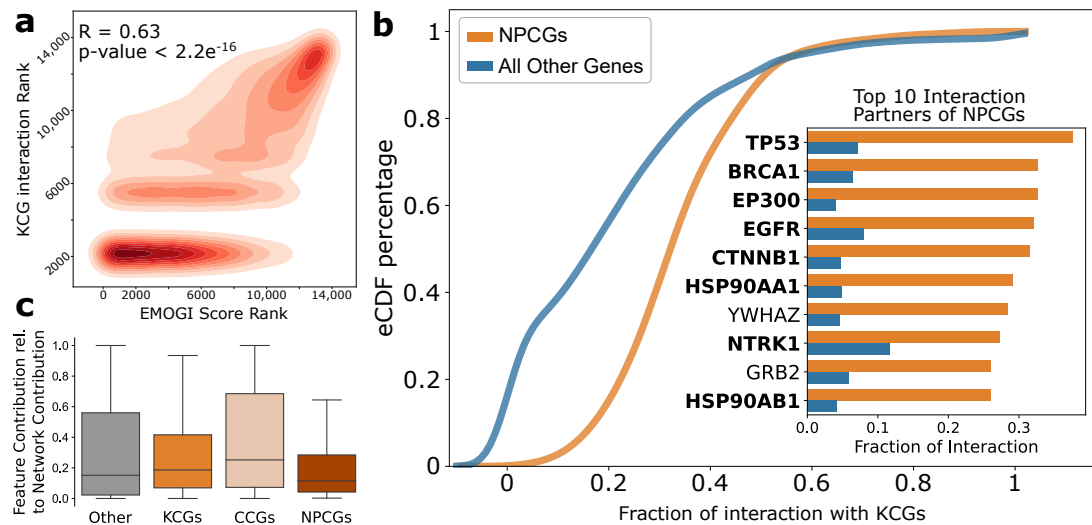 a
R = 0.63
p-value < 2.2e-16
KCG interaction Rank
14,000
10,000
6000
2000
0
2000
6000
10,000
14,000
EMOGI Score Rank
b
NPCGs
All Other Genes
eCDF percentage
1
0.8
0.6
0.4
0.2
0
0
0.2
0.4
0.6
0.8
1
Fraction of interaction with KCGs
Top 10 Interaction
Partners of NPCGs
TP53
BRCA1
EP300
EGFR
CTNNB1
HSP90AA1
YWHAZ
NTRK1
GRB2
HSP90AB1
0.0
0.1
0.2
0.3
Fraction of Interaction
c
Feature Contribution rel.
to Network Contribution
1.0
0.8
0.6
0.4
0.2
0.0
Other
KCGs
CCGs
NPCGs